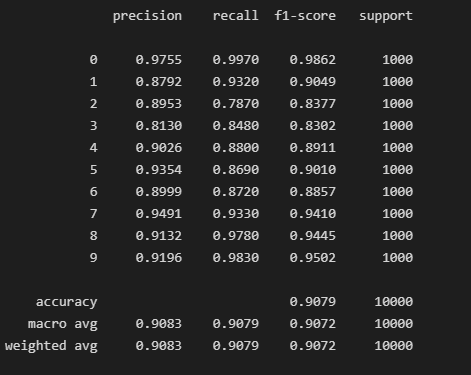 precision recall f1-score support
0 0.9755 0.9970 0.9862 1000
1 0.8792 0.9320 0.9049 1000
2 0.8953 0.7870 0.8377 1000
3 0.8130 0.8480 0.8302 1000
4 0.9026 0.8800 0.8911 1000
5 0.9354 0.8690 0.9010 1000
6 0.8999 0.8720 0.8857 1000
7 0.9491 0.9330 0.9410 1000
8 0.9132 0.9780 0.9445 1000
9 0.9196 0.9830 0.9502 1000
accuracy 0.9079 10000
macro avg 0.9083 0.9079 0.9072 10000
weighted avg 0.9083 0.9079 0.9072 10000